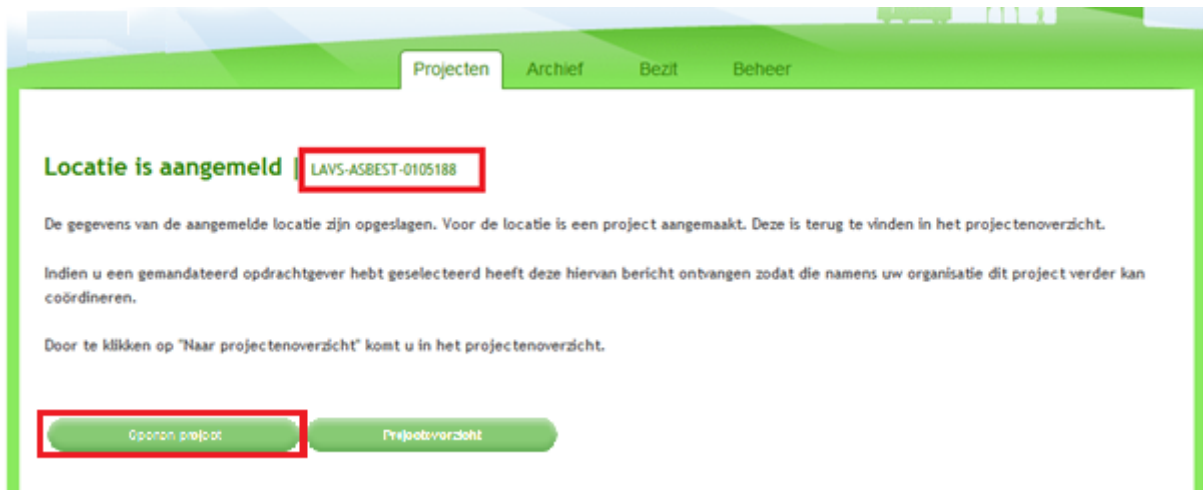 Projecten Archief Bezit Beheer
Locatie is aangemeld | LAVS-ASBEST-0105188
De gegevens van de aangemelde locatie zijn opgeslagen. Voor de locatie is een project aangemaakt. Deze is terug te vinden in het projectenoverzicht.
Indien u een gemandateerd opdrachtgever hebt geselecteerd heeft deze hiervan bericht ontvangen zodat die namens uw organisatie dit project verder kan
coördineren.
Door te klikken op "Naar projectenoverzicht" komt u in het projectenoverzicht.
Openen project Projectoverzicht